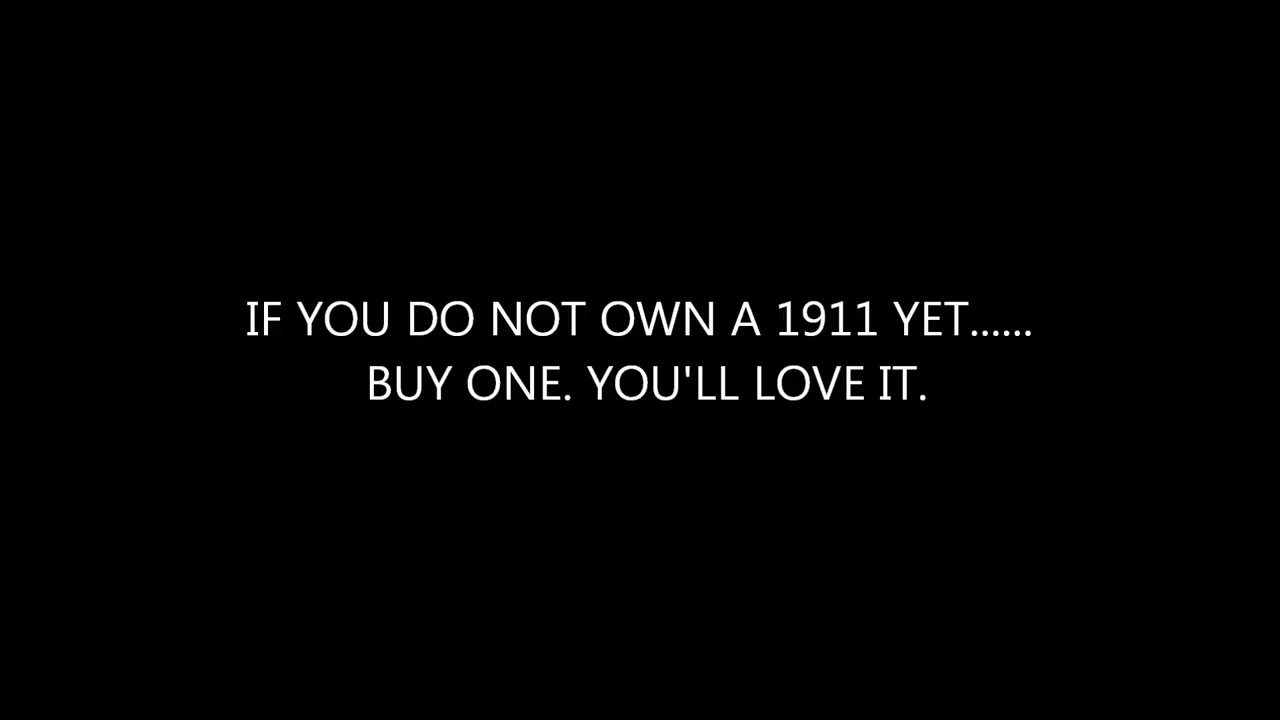 IF YOU DO NOT OWN A 1911 YET......
BUY ONE. YOU'LL LOVE IT.